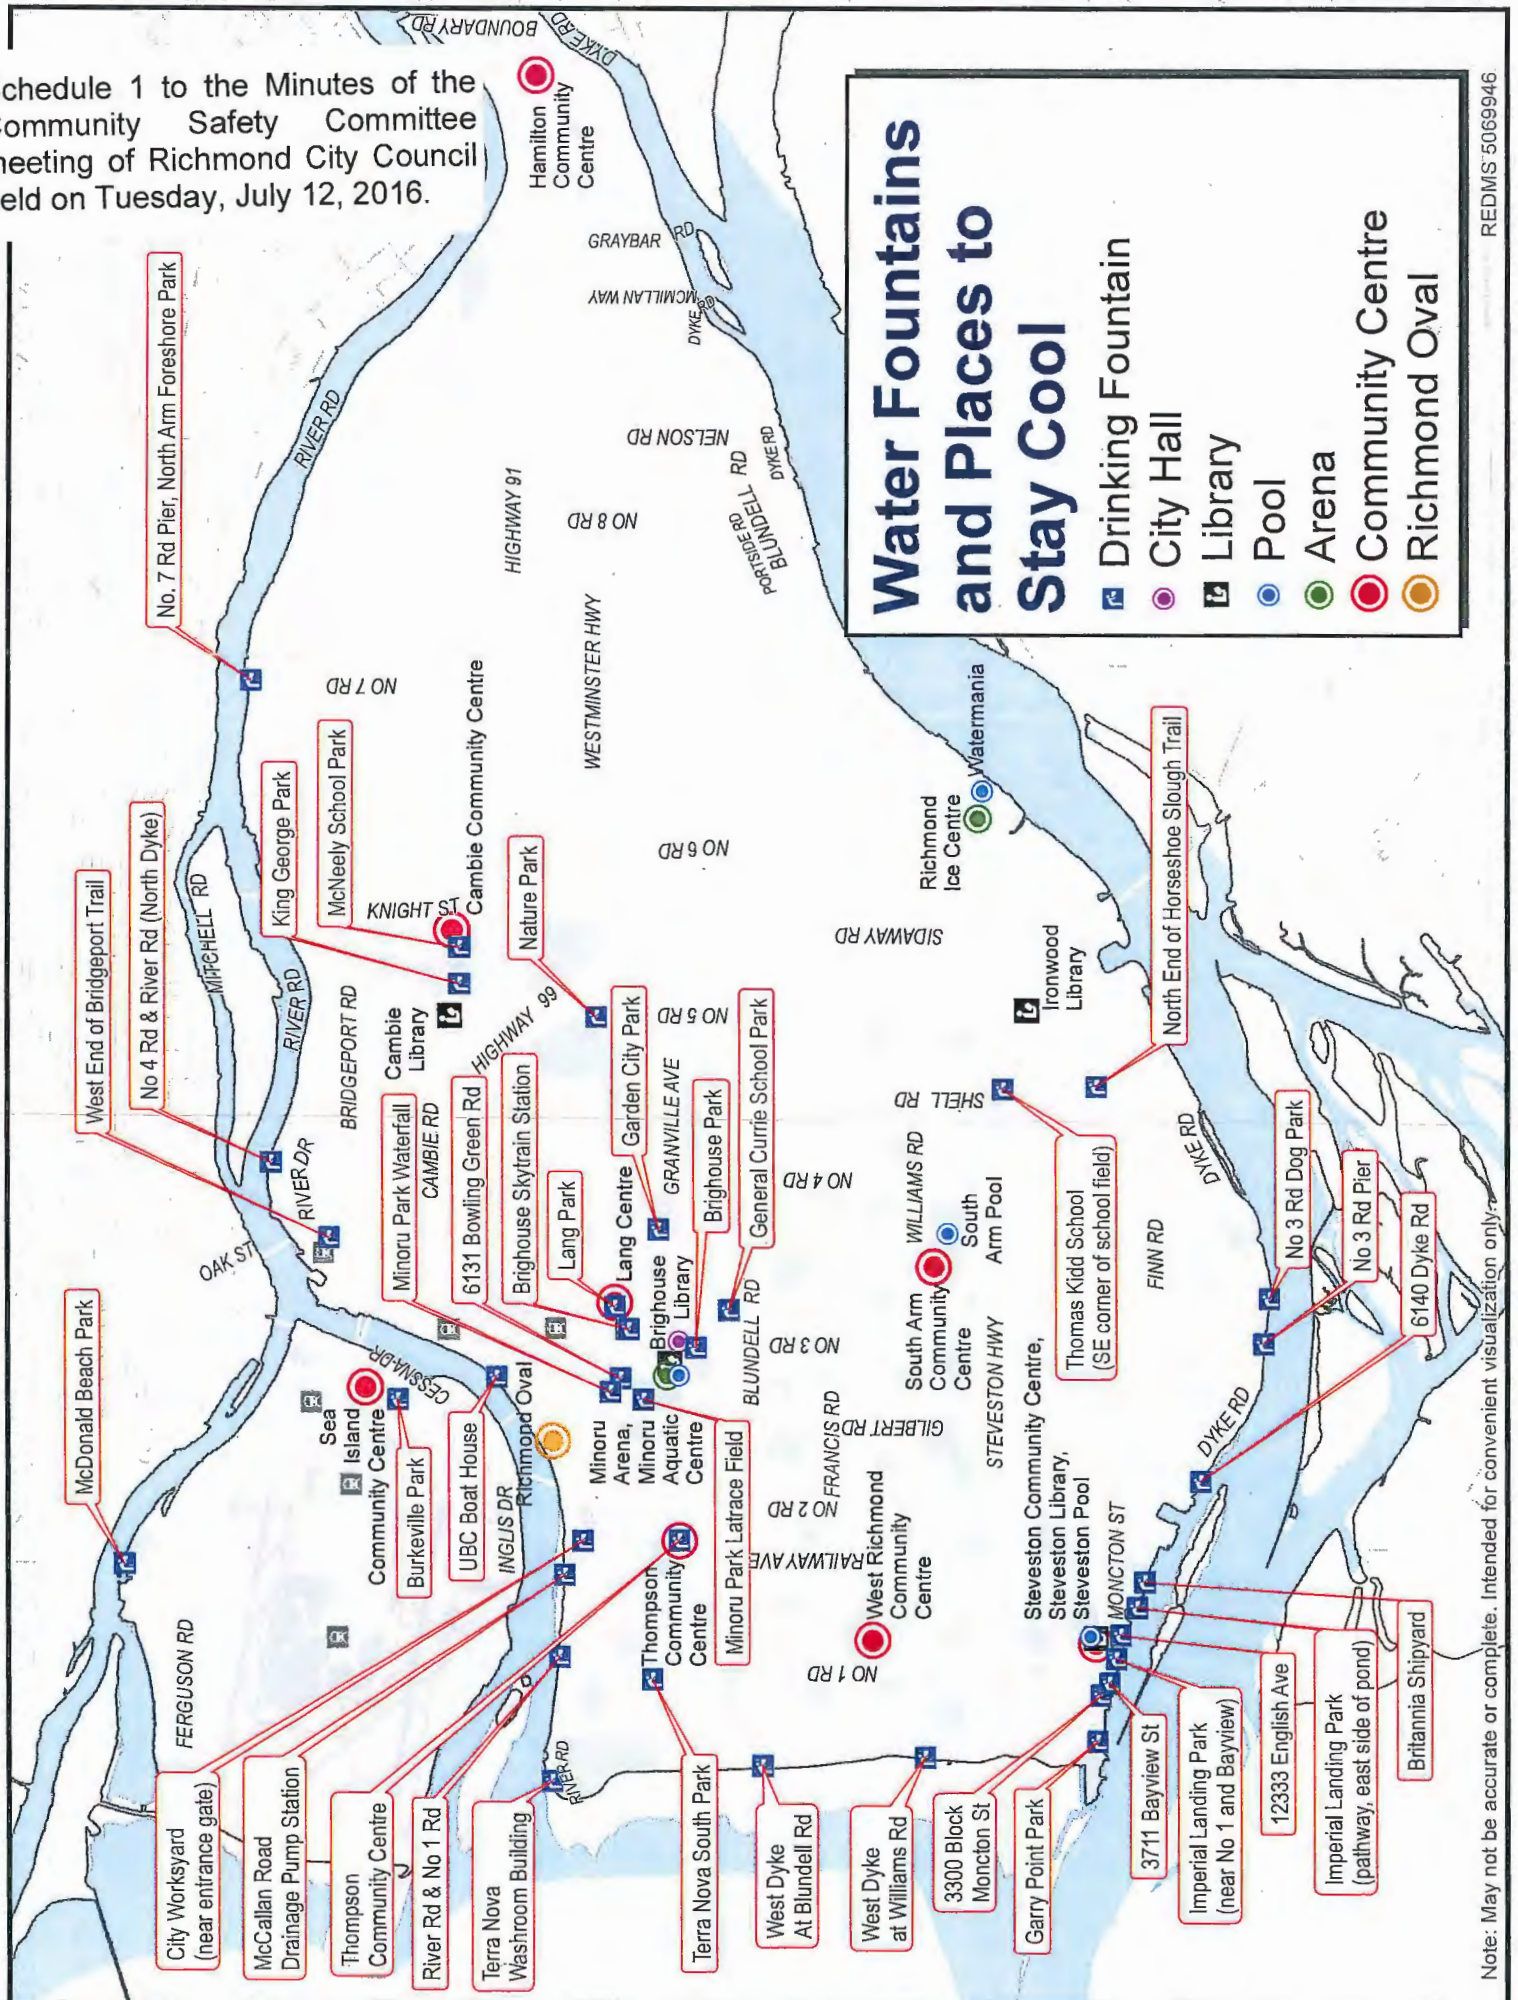 chedule 1 to the Minutes of the
ommunity Safety Committee
eeting of Richmond City Council
eld on Tuesday, July 12, 2016.
Water Fountains
and Places to
Stay Cool
Drinking Fountain
City Hall
Library
Pool
Arena
Community Centre
Richmond Oval
BOUNDARY RD
DYKE RD
Hamilton
Community
Centre
GRAYBAR RD
MCMILLAN WAY
DYKE RD
No. 7 Rd Pier, North Arm Foreshore Park
RIVER RD
NELSON RD
HIGHWAY 91
NO 8 RD
PORTSIDE RD
BLUNDELL RD
DYKE RD
WESTMINSTER HWY
NO 7 RD
West End of Bridgeport Trail
No 4 Rd & River Rd (North Dyke)
King George Park
McNeely School Park
MITCHELL RD
RIVER RD
KNIGHT ST
Cambie Community Centre
Nature Park
NO 6 RD
Richmond
Ice Centre
Watermania
SIDAWAY RD
BRIDGEPORT RD
Cambie
Library
HIGHWAY 99
NO 5 RD
Ironwood
Library
North End of Horseshoe Slough Trail
McDonald Beach Park
OAK ST
RIVER DR
Minoru Park Waterfall
CAMBIE RD
6131 Bowling Green Rd
Brighouse Skytrain Station
Lang Park
Lang Centre
Garden City Park
GRANVILLE AVE
Brighouse Park
General Currie School Park
SHELL RD
NO 4 RD
WILLIAMS RD
South
Arm Pool
Thomas Kidd School
(SE corner of school field)
FINN RD
DYKE RD
No 3 Rd Dog Park
No 3 Rd Pier
6140 Dyke Rd
CESSNA DR
Sea
Island
Community Centre
Burkeville Park
UBC Boat House
INGLIS DR
Richmond Oval
Brighouse
Library
Minoru
Arena,
Minoru
Aquatic
Centre
BLUNDELL RD
NO 3 RD
South Arm
Community
Centre
FRANCIS RD
GILBERT RD
STEVESTON HWY
DYKE RD
FERGUSON RD
NO 2 RD
RAILWAY AVE
Minoru Park Latrace Field
Thompson
Community
Centre
West Richmond
Community
Centre
NO 1 RD
Steveston Community Centre,
Steveston Library,
Steveston Pool
MONCTON ST
City Worksyard
(near entrance gate)
McCallan Road
Drainage Pump Station
Thompson
Community Centre
River Rd & No 1 Rd
Terra Nova
Washroom Building
RIVER RD
Terra Nova South Park
West Dyke
At Blundell Rd
West Dyke
at Williams Rd
3300 Block
Moncton St
Garry Point Park
3711 Bayview St
Imperial Landing Park
(near No 1 and Bayview)
12333 English Ave
Imperial Landing Park
(pathway, east side of pond)
Britannia Shipyard
Note: May not be accurate or complete. Intended for convenient visualization only.
REDMS 5069946